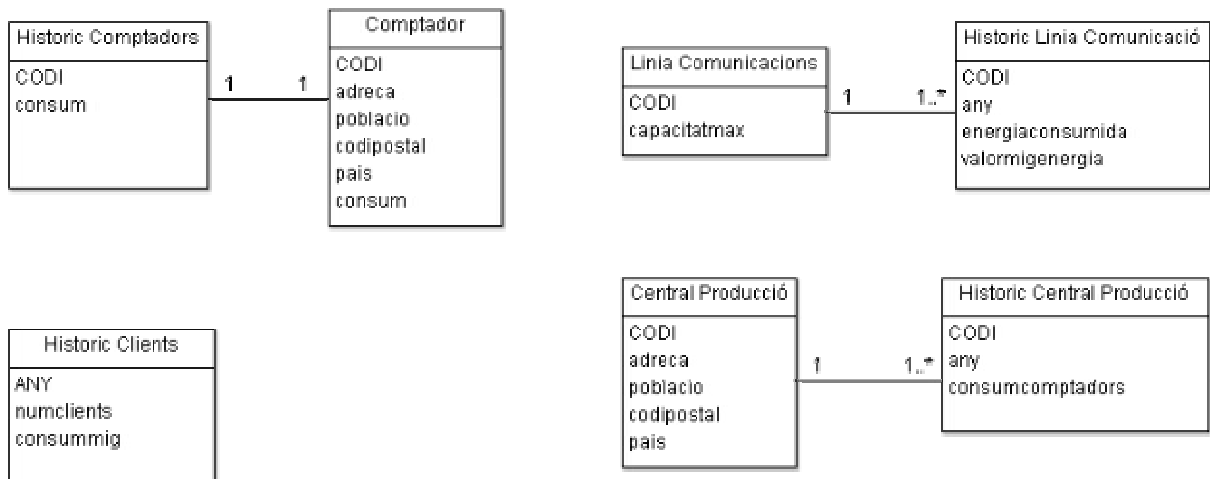 Historic Comptadors
CODI
consum
1
1
Comptador
CODI
adreca
poblacio
codipostal
pais
consum
Linia Comunicacions
CODI
capacitatmax
1
1..*
Historic Linia Comunicació
CODI
any
energiaconsumida
valormigenergia
Historic Clients
ANY
numclients
consummig
Central Producció
CODI
adreca
poblacio
codipostal
pais
1
1..*
Historic Central Producció
CODI
any
consumcomptadors